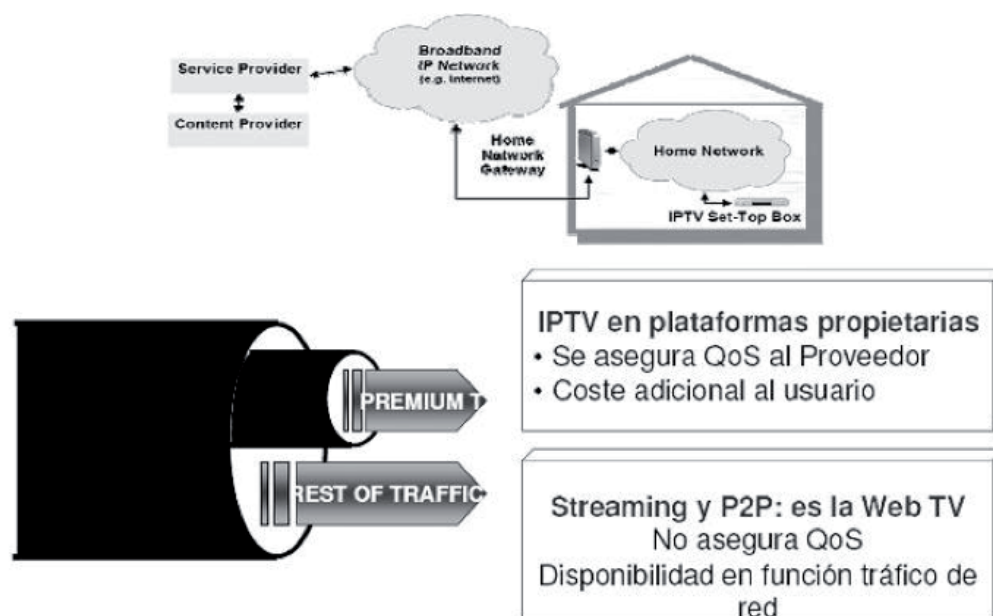 Broadband
IP Network
(e.g. Internet)
Service Provider
Content Provider
Home
Network
Gateway
Home Network
IPTV Set-Top Box
IPTV en plataformas propietarias
• Se asegura QoS al Proveedor
• Coste adicional al usuario
PREMIUM T
REST OF TRAFFIC
Streaming y P2P: es la Web TV
No asegura QoS
Disponibilidad en función tráfico de
red